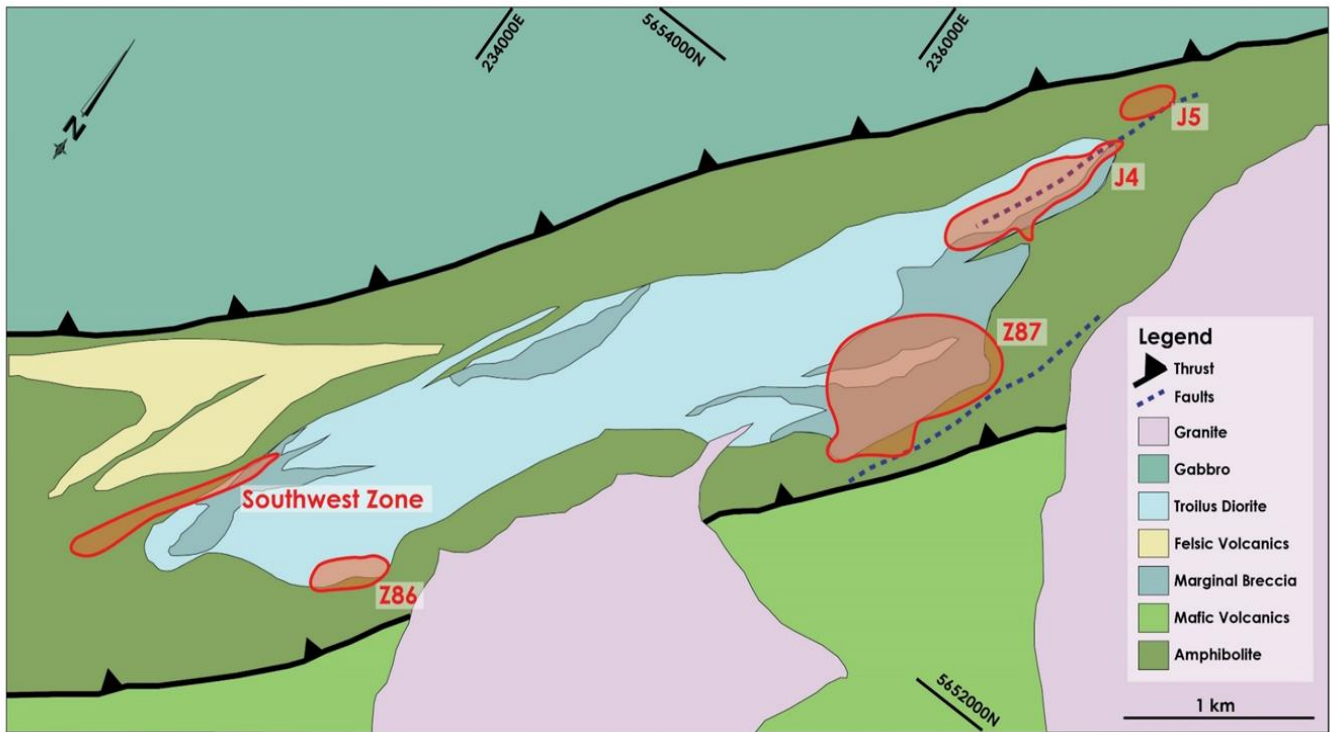 234000E
5654000N
236000E
N
J5
J4
Z87
Southwest Zone
Z86
5652000N
Legend
Thrust
Faults
Granite
Gabbro
Troilus Diorite
Felsic Volcanics
Marginal Breccia
Mafic Volcanics
Amphibolite
1 km